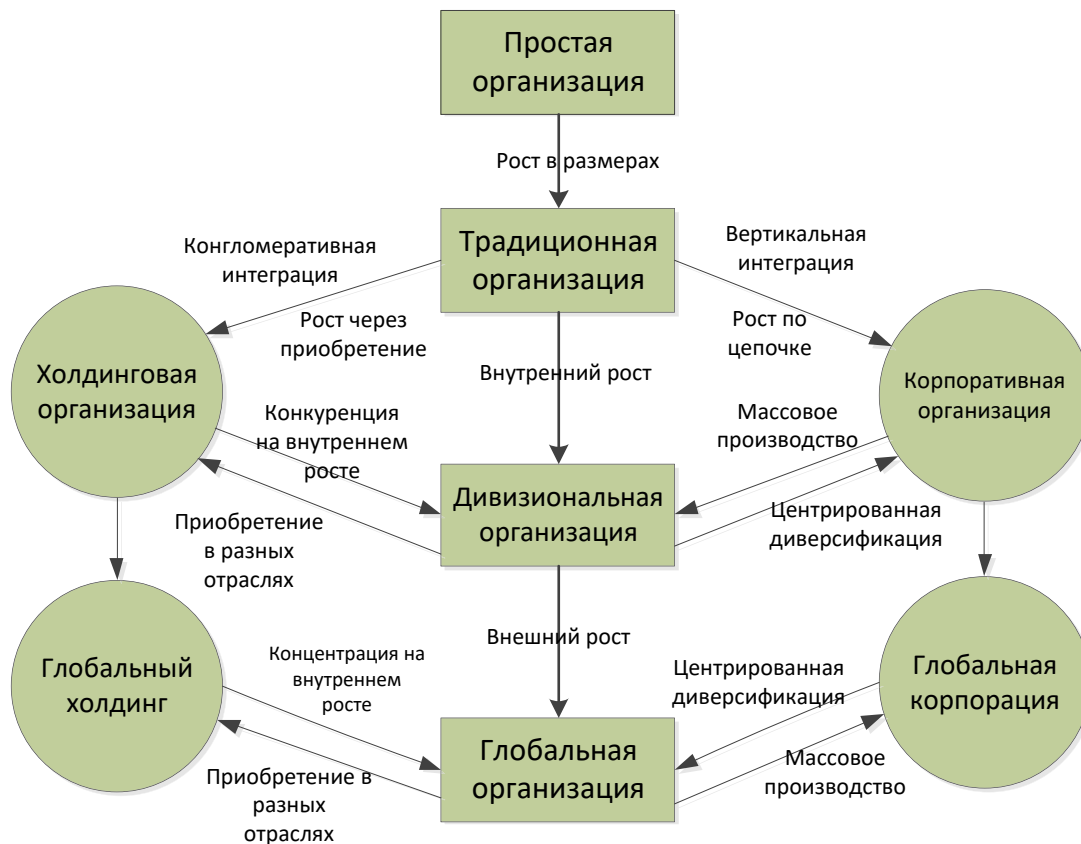 Простая
организация
Рост в размерах
Традиционная
организация
Конгломеративная
интеграция
Вертикальная
интеграция
Рост через
приобретение
Рост по
цепочке
Холдинговая
организация
Внутренний рост
Корпоративная
организация
Конкуренция
на внутреннем
росте
Массовое
производство
Дивизиональная
организация
Приобретение
в разных
отраслях
Центрированная
диверсификация
Внешний рост
Глобальный
холдинг
Концентрация на
внутреннем
росте
Центрированная
диверсификация
Глобальная
корпорация
Глобальная
организация
Приобретение в
разных
отраслях
Массовое
производство